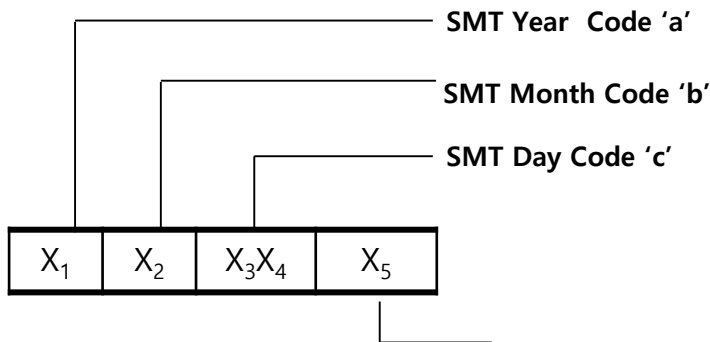 SMT Year  Code ‘a’
SMT Month Code ‘b’
SMT Day Code ‘c’
X₁ X₂ X₃X₄ X₅